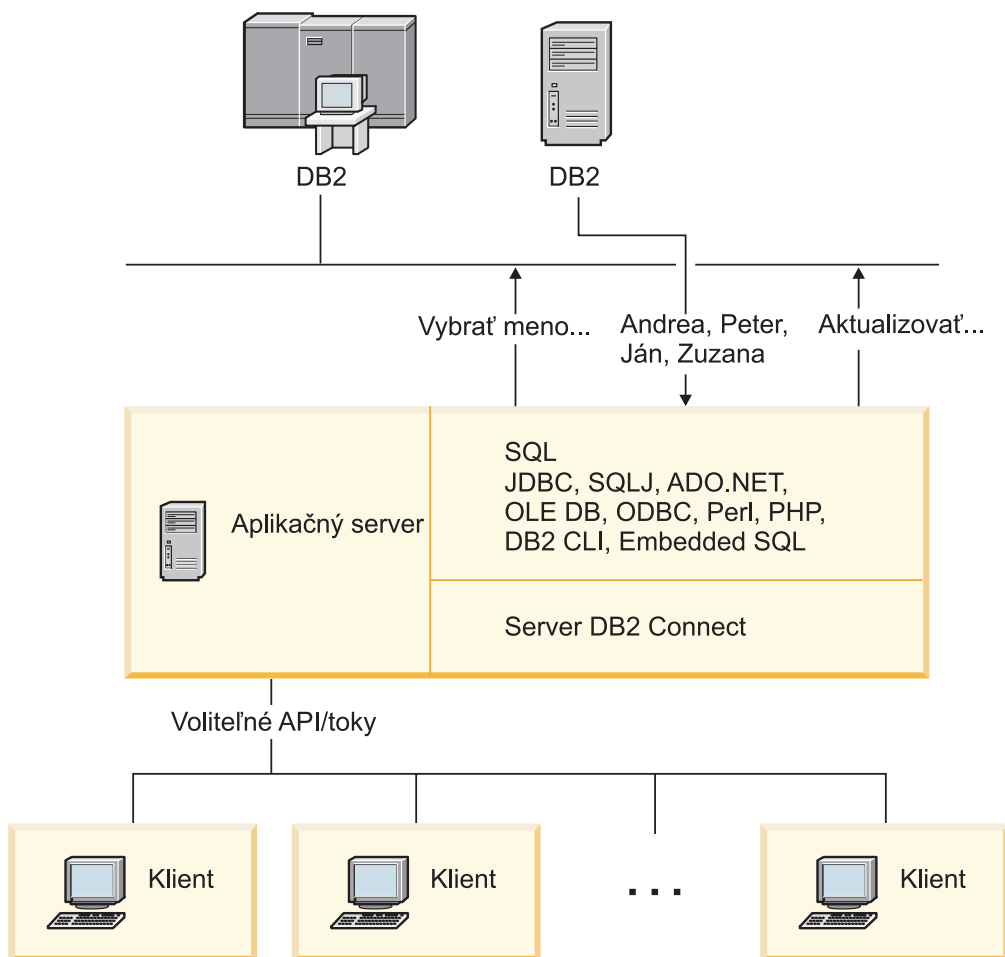 DB2
DB2
Vybrať meno...
Andrea, Peter,
Ján, Zuzana
Aktualizovať...
Aplikačný server
SQL
JDBC, SQLJ, ADO.NET,
OLE DB, ODBC, Perl, PHP,
DB2 CLI, Embedded SQL
Server DB2 Connect
Voliteľné API/toky
Klient
Klient
...
Klient